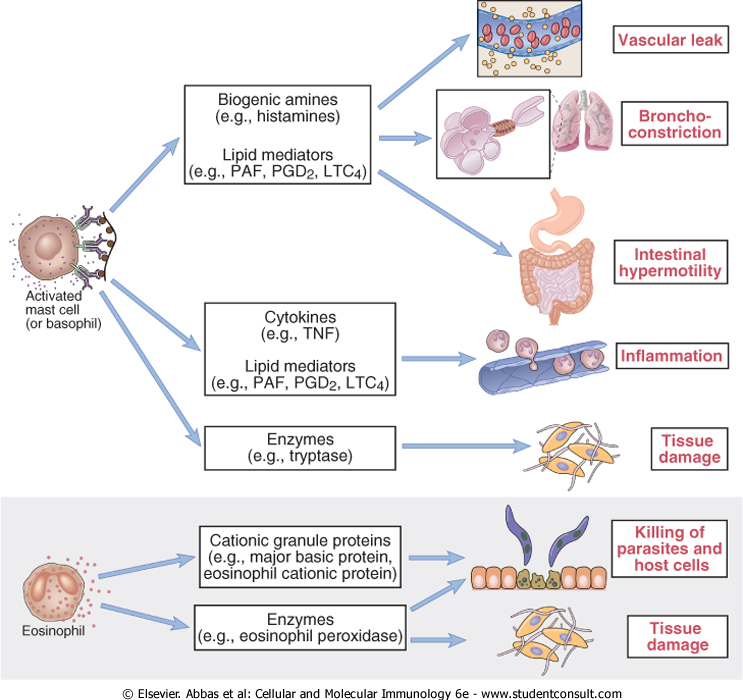 Vascular leak
Biogenic amines
(e.g., histamines)
Lipid mediators
(e.g., PAF, PGD₂, LTC₄)
Broncho-
constriction
Intestinal
hypermotility
Activated
mast cell
(or basophil)
Cytokines
(e.g., TNF)
Lipid mediators
(e.g., PAF, PGD₂, LTC₄)
Inflammation
Enzymes
(e.g., tryptase)
Tissue
damage
Eosinophil
Cationic granule proteins
(e.g., major basic protein,
eosinophil cationic protein)
Killing of
parasites and
host cells
Enzymes
(e.g., eosinophil peroxidase)
Tissue
damage
© Elsevier. Abbas et al: Cellular and Molecular Immunology 6e - www.studentconsult.com